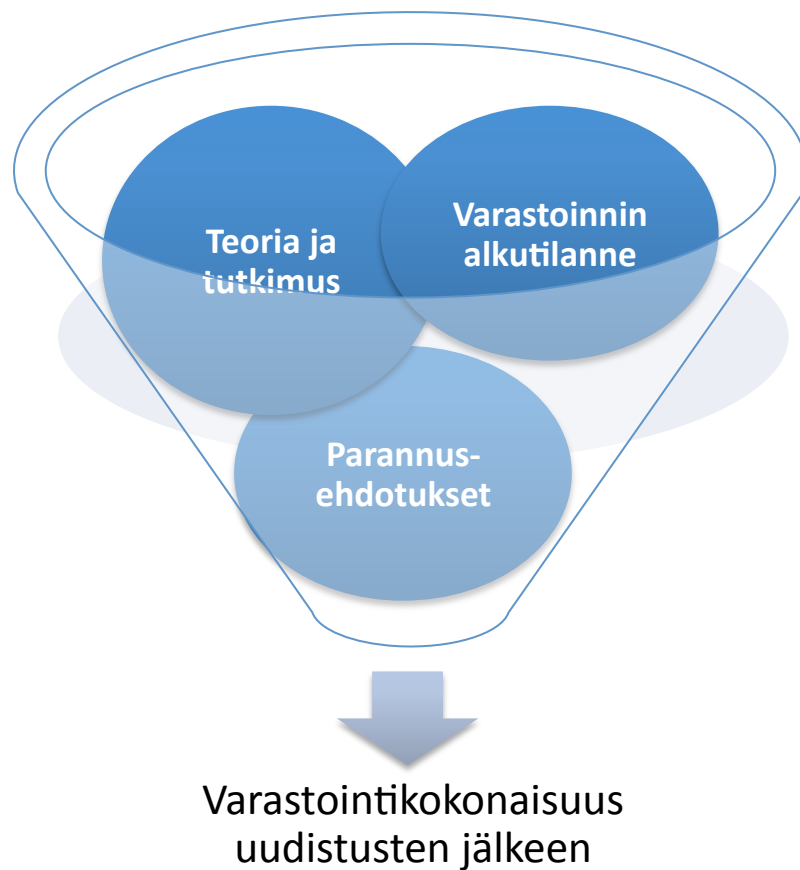 Teoria ja
tutkimus
Varastoinnin
alkutilanne
Parannus-
ehdotukset
Varastointikokonaisuus
uudistusten jälkeen